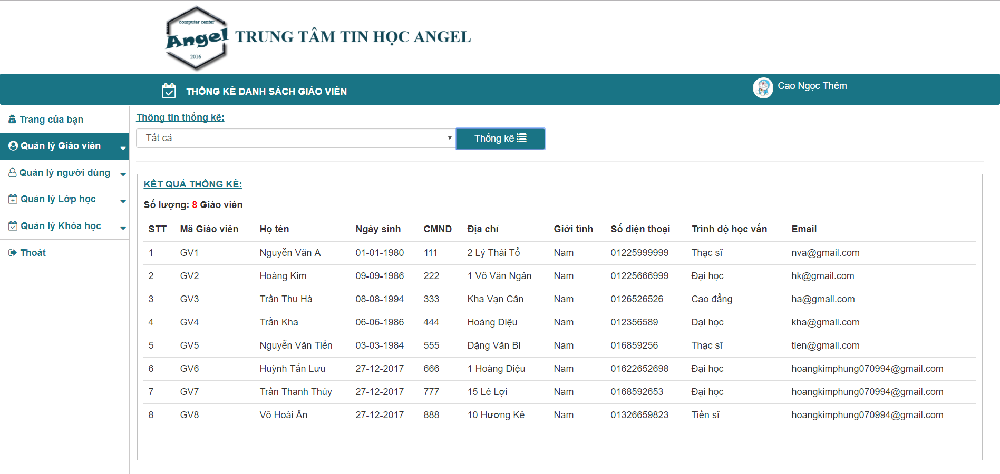 computer center
Angel
2016
TRUNG TÂM TIN HỌC ANGEL
THỐNG KÊ DANH SÁCH GIÁO VIÊN
Cao Ngọc Thêm
Trang của bạn
Quản lý Giáo viên
Quản lý người dùng
Quản lý Lớp học
Quản lý Khóa học
Thoát
Thông tin thống kê:
Tất cả
Thống kê
KẾT QUẢ THỐNG KÊ:
Số lượng: 8 Giáo viên
STT Mã Giáo viên Họ tên Ngày sinh CMND Địa chỉ Giới tính Số điện thoại Trình độ học vấn Email
1 GV1 Nguyễn Văn A 01-01-1980 111 2 Lý Thái Tổ Nam 01225999999 Thạc sĩ nva@gmail.com
2 GV2 Hoàng Kim 09-09-1986 222 1 Võ Văn Ngân Nam 01225666999 Đại học hk@gmail.com
3 GV3 Trần Thu Hà 08-08-1994 333 Kha Vạn Cân Nam 0126526526 Cao đẳng ha@gmail.com
4 GV4 Trần Kha 06-06-1986 444 Hoàng Diệu Nam 012356589 Đại học kha@gmail.com
5 GV5 Nguyễn Văn Tiến 03-03-1984 555 Đặng Văn Bi Nam 016859256 Thạc sĩ tien@gmail.com
6 GV6 Huỳnh Tấn Lưu 27-12-2017 666 1 Hoàng Diệu Nam 01622652698 Đại học hoangkimphung070994@gmail.com
7 GV7 Trần Thanh Thúy 27-12-2017 777 15 Lê Lợi Nam 0168592653 Đại học hoangkimphung070994@gmail.com
8 GV8 Võ Hoài Ân 27-12-2017 888 10 Hương Kê Nam 01326659823 Tiến sĩ hoangkimphung070994@gmail.com